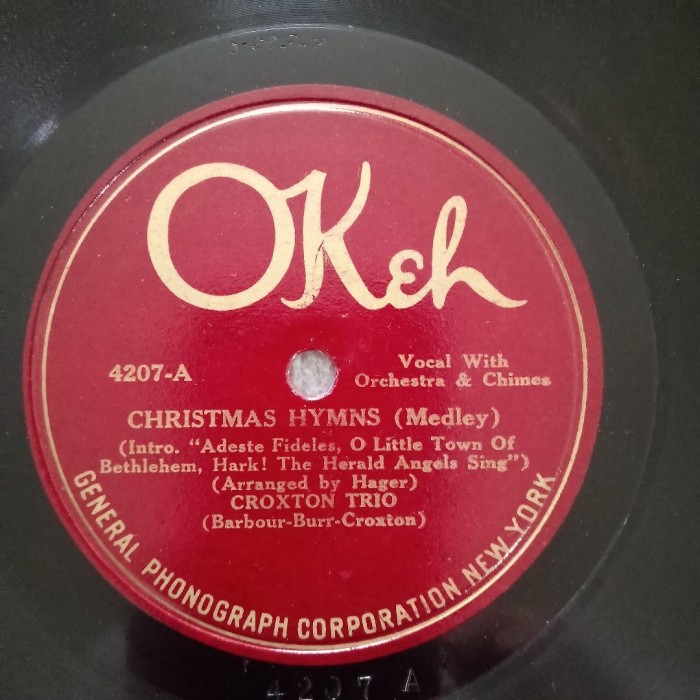 OKeh
4207-A
Vocal With
Orchestra & Chimes
CHRISTMAS HYMNS (Medley)
(Intro. "Adeste Fideles, O Little Town Of
Bethlehem, Hark! The Herald Angels Sing")
(Arranged by Hager)
CROXTON TRIO
(Barbour-Burr-Croxton)
GENERAL PHONOGRAPH CORPORATION NEW YORK
4207 A